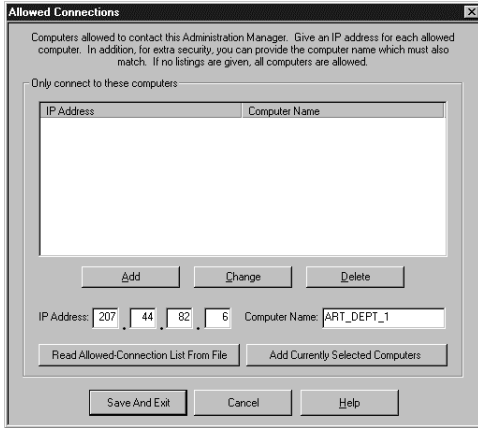 Allowed Connections
Computers allowed to contact this Administration Manager. Give an IP address for each allowed
computer. In addition, for extra security, you can provide the computer name which must also
match. If no listings are given, all computers are allowed.
Only connect to these computers
IP Address Computer Name
Add Change Delete
IP Address: 207 . 44 . 82 . 6 Computer Name: ART_DEPT_1
Read Allowed-Connection List From File Add Currently Selected Computers
Save And Exit Cancel Help